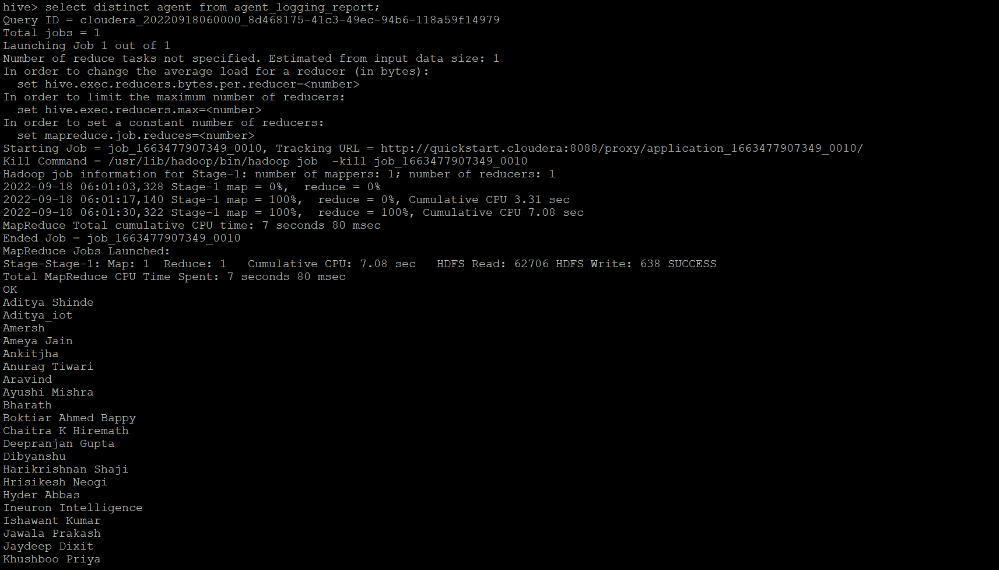 hive> select distinct agent from agent_logging_report;
Query ID = cloudera_20220918060000_8d468175-41c3-49ec-94b6-118a59f14979
Total jobs = 1
Launching Job 1 out of 1
Number of reduce tasks not specified. Estimated from input data size: 1
In order to change the average load for a reducer (in bytes):
  set hive.exec.reducers.bytes.per.reducer=<number>
In order to limit the maximum number of reducers:
  set hive.exec.reducers.max=<number>
In order to set a constant number of reducers:
  set mapreduce.job.reduces=<number>
Starting Job = job_1663477907349_0010, Tracking URL = http://quickstart.cloudera:8088/proxy/application_1663477907349_0010/
Kill Command = /usr/lib/hadoop/bin/hadoop job  -kill job_1663477907349_0010
Hadoop job information for Stage-1: number of mappers: 1; number of reducers: 1
2022-09-18 06:01:03,328 Stage-1 map = 0%,  reduce = 0%
2022-09-18 06:01:17,140 Stage-1 map = 100%,  reduce = 0%, Cumulative CPU 3.31 sec
2022-09-18 06:01:30,322 Stage-1 map = 100%,  reduce = 100%, Cumulative CPU 7.08 sec
MapReduce Total cumulative CPU time: 7 seconds 80 msec
Ended Job = job_1663477907349_0010
MapReduce Jobs Launched:
Stage-Stage-1: Map: 1  Reduce: 1   Cumulative CPU: 7.08 sec   HDFS Read: 62706 HDFS Write: 638 SUCCESS
Total MapReduce CPU Time Spent: 7 seconds 80 msec
OK
Aditya Shinde
Aditya_iot
Amersh
Ameya Jain
Ankitjha
Anurag Tiwari
Aravind
Ayushi Mishra
Bharath
Boktiar Ahmed Bappy
Chaitra K Hiremath
Deepranjan Gupta
Dibyanshu
Harikrishnan Shaji
Hrisikesh Neogi
Hyder Abbas
Ineuron Intelligence
Ishawant Kumar
Jawala Prakash
Jaydeep Dixit
Khushboo Priya